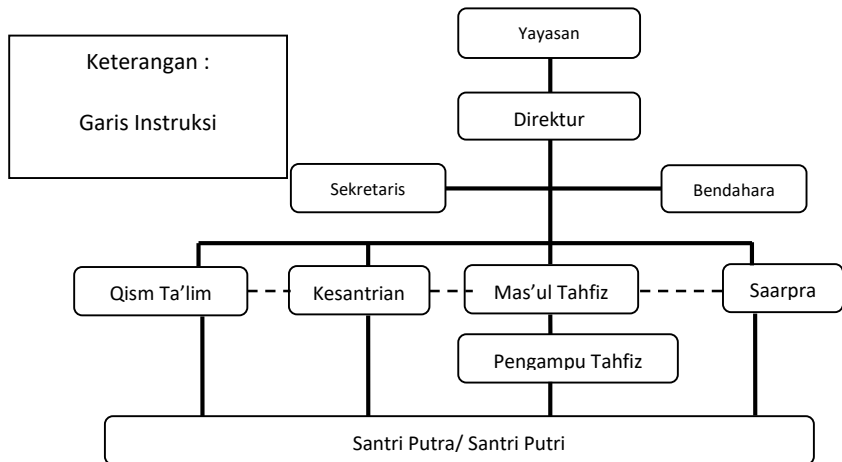 Yayasan
Keterangan :
Garis Instruksi
Direktur
Sekretaris
Bendahara
Qism Ta’lim
Kesantrian
Mas’ul Tahfiz
Saarpra
Pengampu Tahfiz
Santri Putra/ Santri Putri